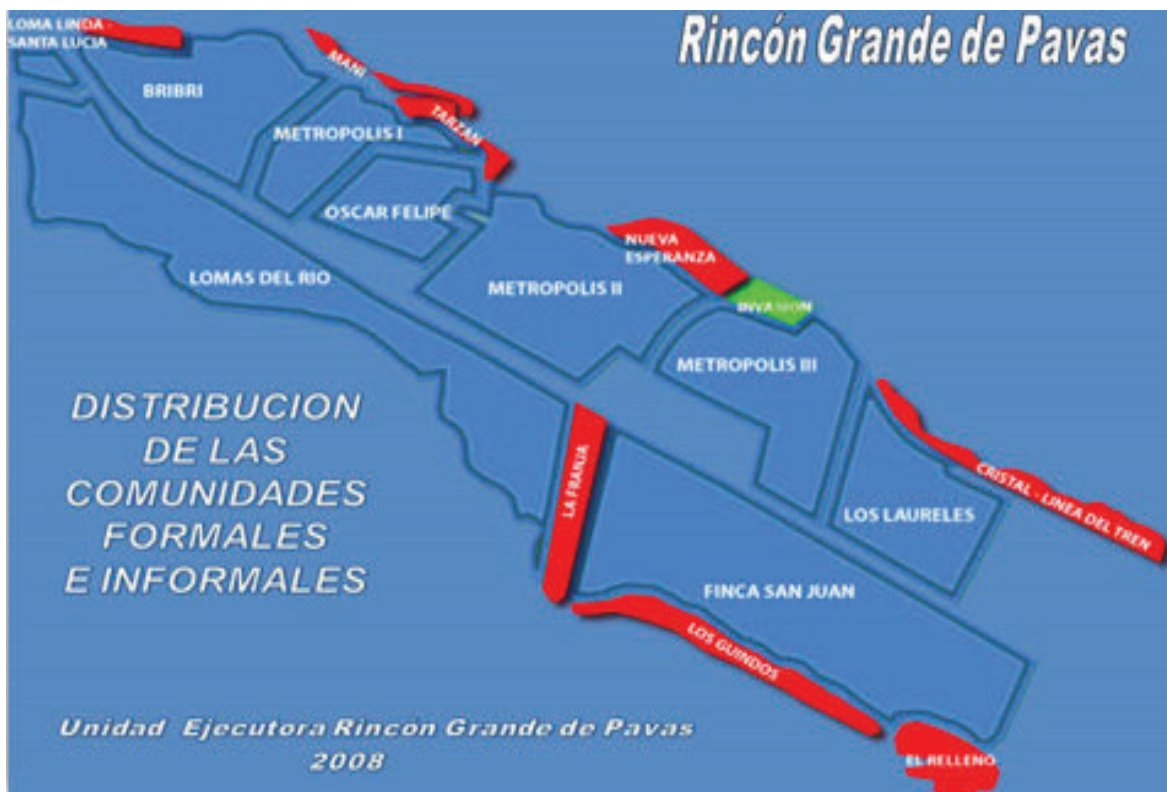 Rincón Grande de Pavas
LOMA LINDA -
SANTA LUCIA
BRIBRI
MANI
TARZAN
METROPOLIS I
OSCAR FELIPE
LOMAS DEL RIO
METROPOLIS II
NUEVA
ESPERANZA
INVASION
METROPOLIS III
LA FRANJA
LOS LAURELES
CRISTAL - LINEA DEL TREN
FINCA SAN JUAN
LOS GUINDOS
EL RELLENO
DISTRIBUCION
DE LAS
COMUNIDADES
FORMALES
E INFORMALES
Unidad Ejecutora Rincón Grande de Pavas
2008